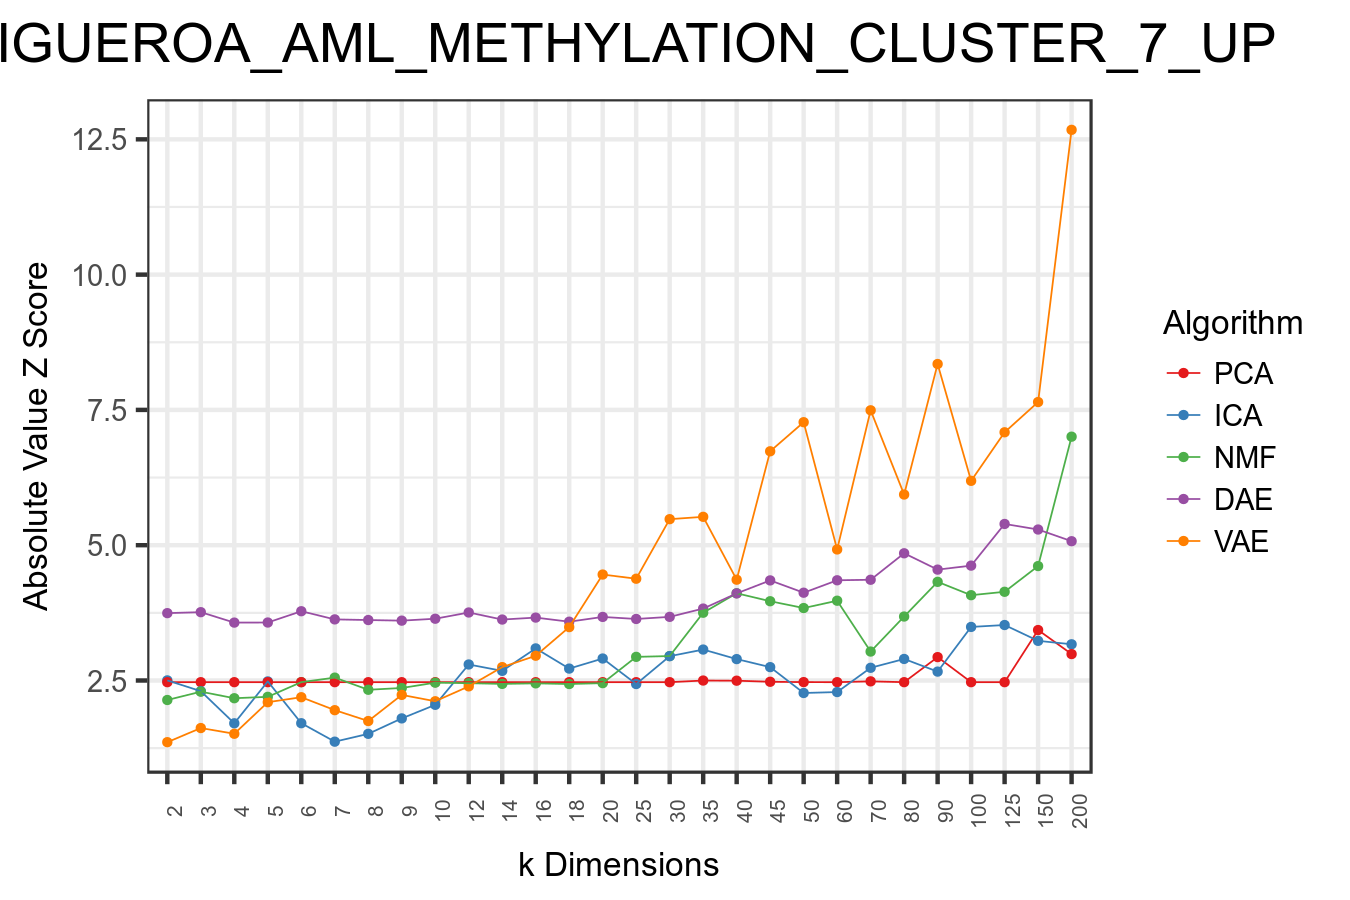 IGUEROA_AML_METHYLATION_CLUSTER_7_UP
12.5
10.0
7.5
5.0
2.5
Absolute Value Z Score
2 3 4 5 6 7 8 9 10 12 14 16 18 20 25 30 35 40 45 50 60 70 80 90 100 125 150 200
k Dimensions
Algorithm
PCA
ICA
NMF
DAE
VAE